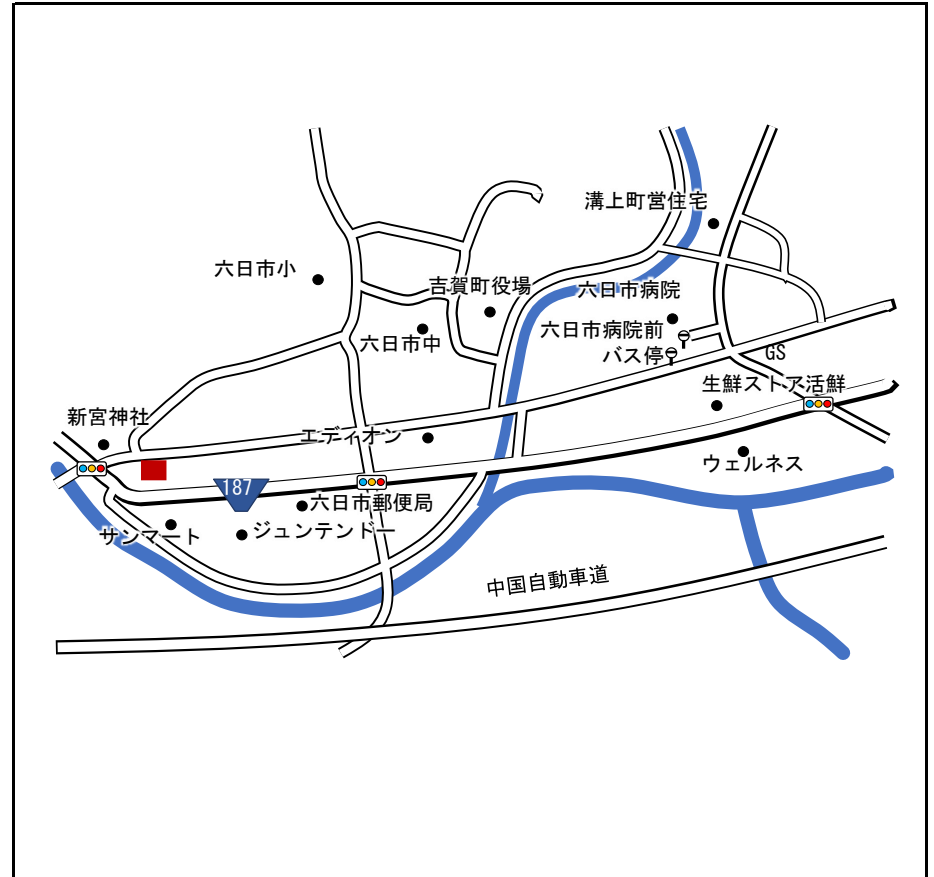 溝上町営住宅
六日市小
吉賀町役場
六日市病院
六日市病院前
バス停
六日市中
GS
生鮮ストア活鮮
新宮神社
エディオン
ウェルネス
187
六日市郵便局
サンマート
ジュンテンドー
中国自動車道